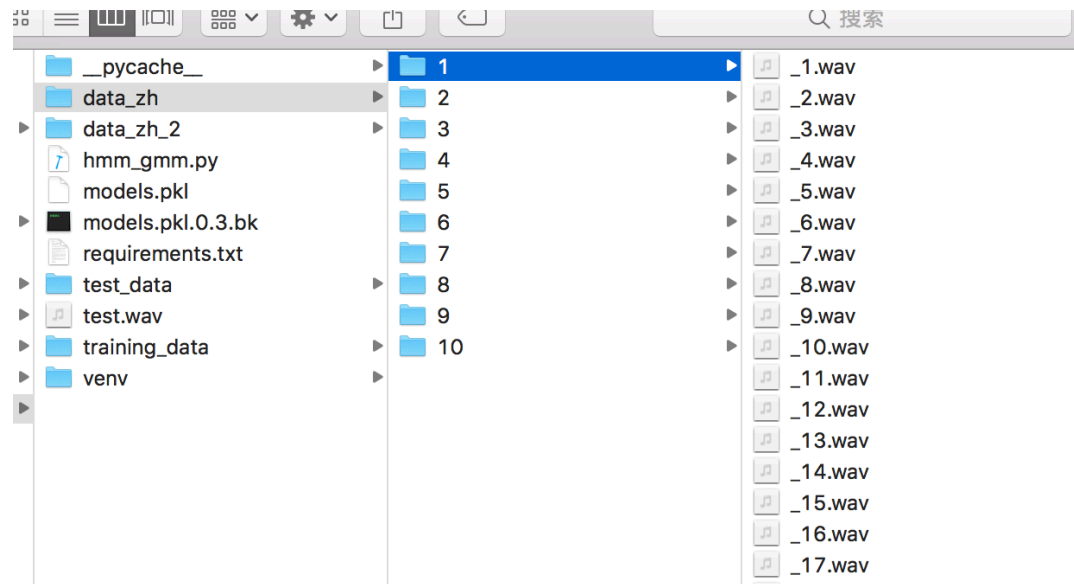 搜索
__pycache__
data_zh
data_zh_2
hmm_gmm.py
models.pkl
models.pkl.0.3.bk
requirements.txt
test_data
test.wav
training_data
venv
1
2
3
4
5
6
7
8
9
10
_1.wav
_2.wav
_3.wav
_4.wav
_5.wav
_6.wav
_7.wav
_8.wav
_9.wav
_10.wav
_11.wav
_12.wav
_13.wav
_14.wav
_15.wav
_16.wav
_17.wav